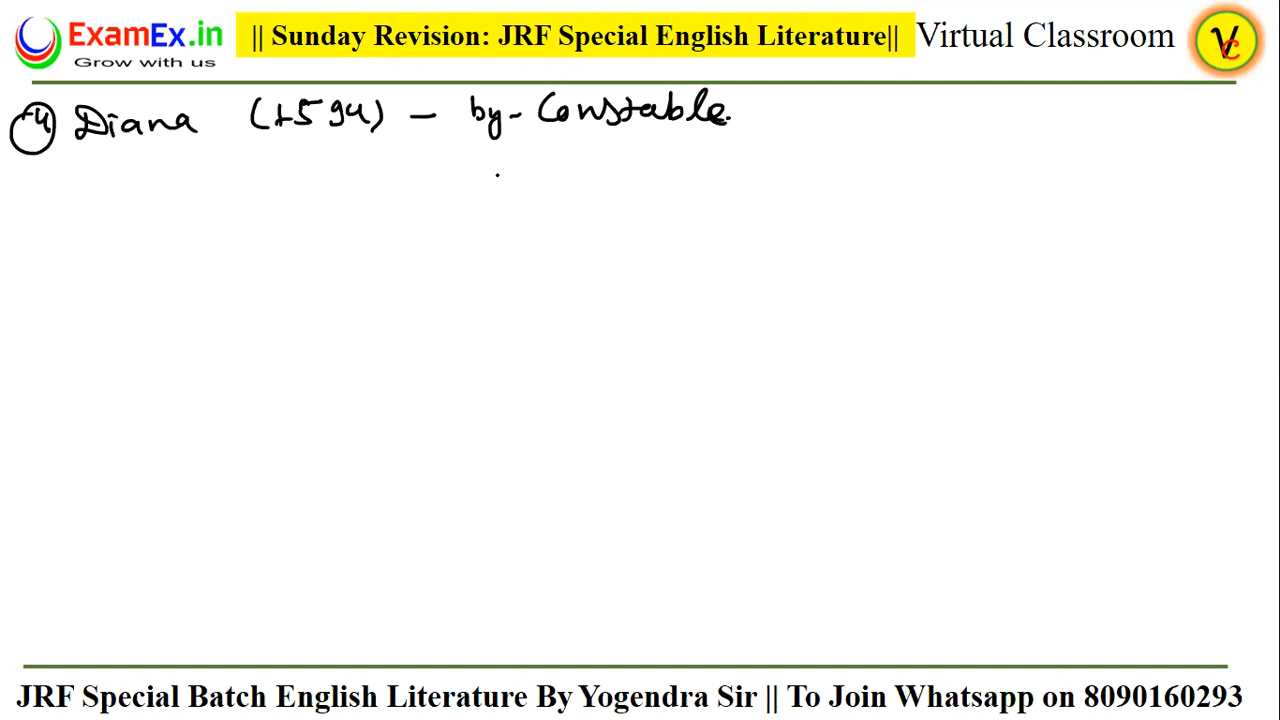 ExamEx.in
Grow with us
|| Sunday Revision: JRF Special English Literature||
Virtual Classroom
VC
4 Diana (1594) - by - Constable.
JRF Special Batch English Literature By Yogendra Sir || To Join Whatsapp on 8090160293